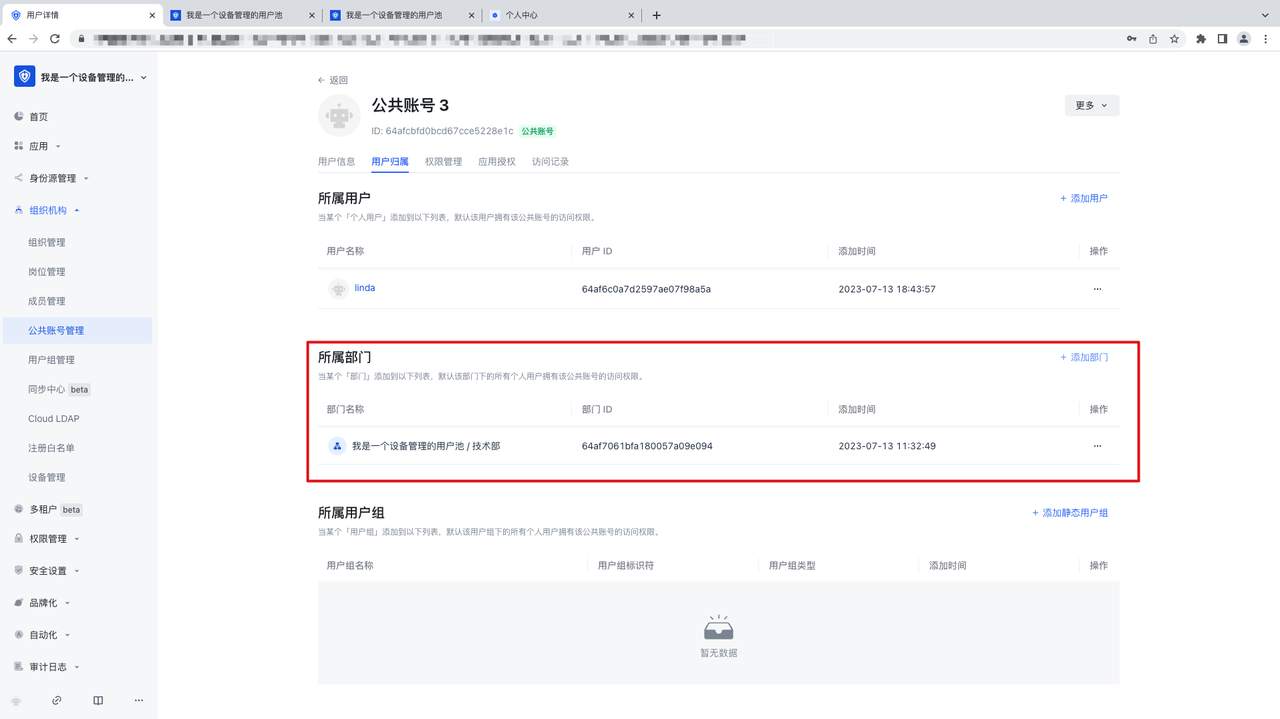 用户详情
我是一个设备管理的用户池
我是一个设备管理的用户池
个人中心
我是一个设备管理的...
首页
应用
身份源管理
组织机构
组织管理
岗位管理
成员管理
公共账号管理
用户组管理
同步中心 beta
Cloud LDAP
注册白名单
设备管理
多租户 beta
权限管理
安全设置
品牌化
自动化
审计日志
返回
公共账号 3
更多
ID: 64afcbfd0bcd67cce5228e1c 公共账号
用户信息 用户归属 权限管理 应用授权 访问记录
所属用户
+ 添加用户
当某个「个人用户」添加到以下列表，默认该用户拥有该公共账号的访问权限。
用户名称 用户 ID 添加时间 操作
linda 64af6c0a7d2597ae07f98a5a 2023-07-13 18:43:57 ...
所属部门
+ 添加部门
当某个「部门」添加到以下列表，默认该部门下的所有个人用户拥有该公共账号的访问权限。
部门名称 部门 ID 添加时间 操作
我是一个设备管理的用户池 / 技术部 64af7061bfa180057a09e094 2023-07-13 11:32:49 ...
所属用户组
+ 添加静态用户组
当某个「用户组」添加到以下列表，默认该用户组下的所有个人用户拥有该公共账号的访问权限。
用户组名称 用户组标识符 用户组类型 添加时间 操作
暂无数据